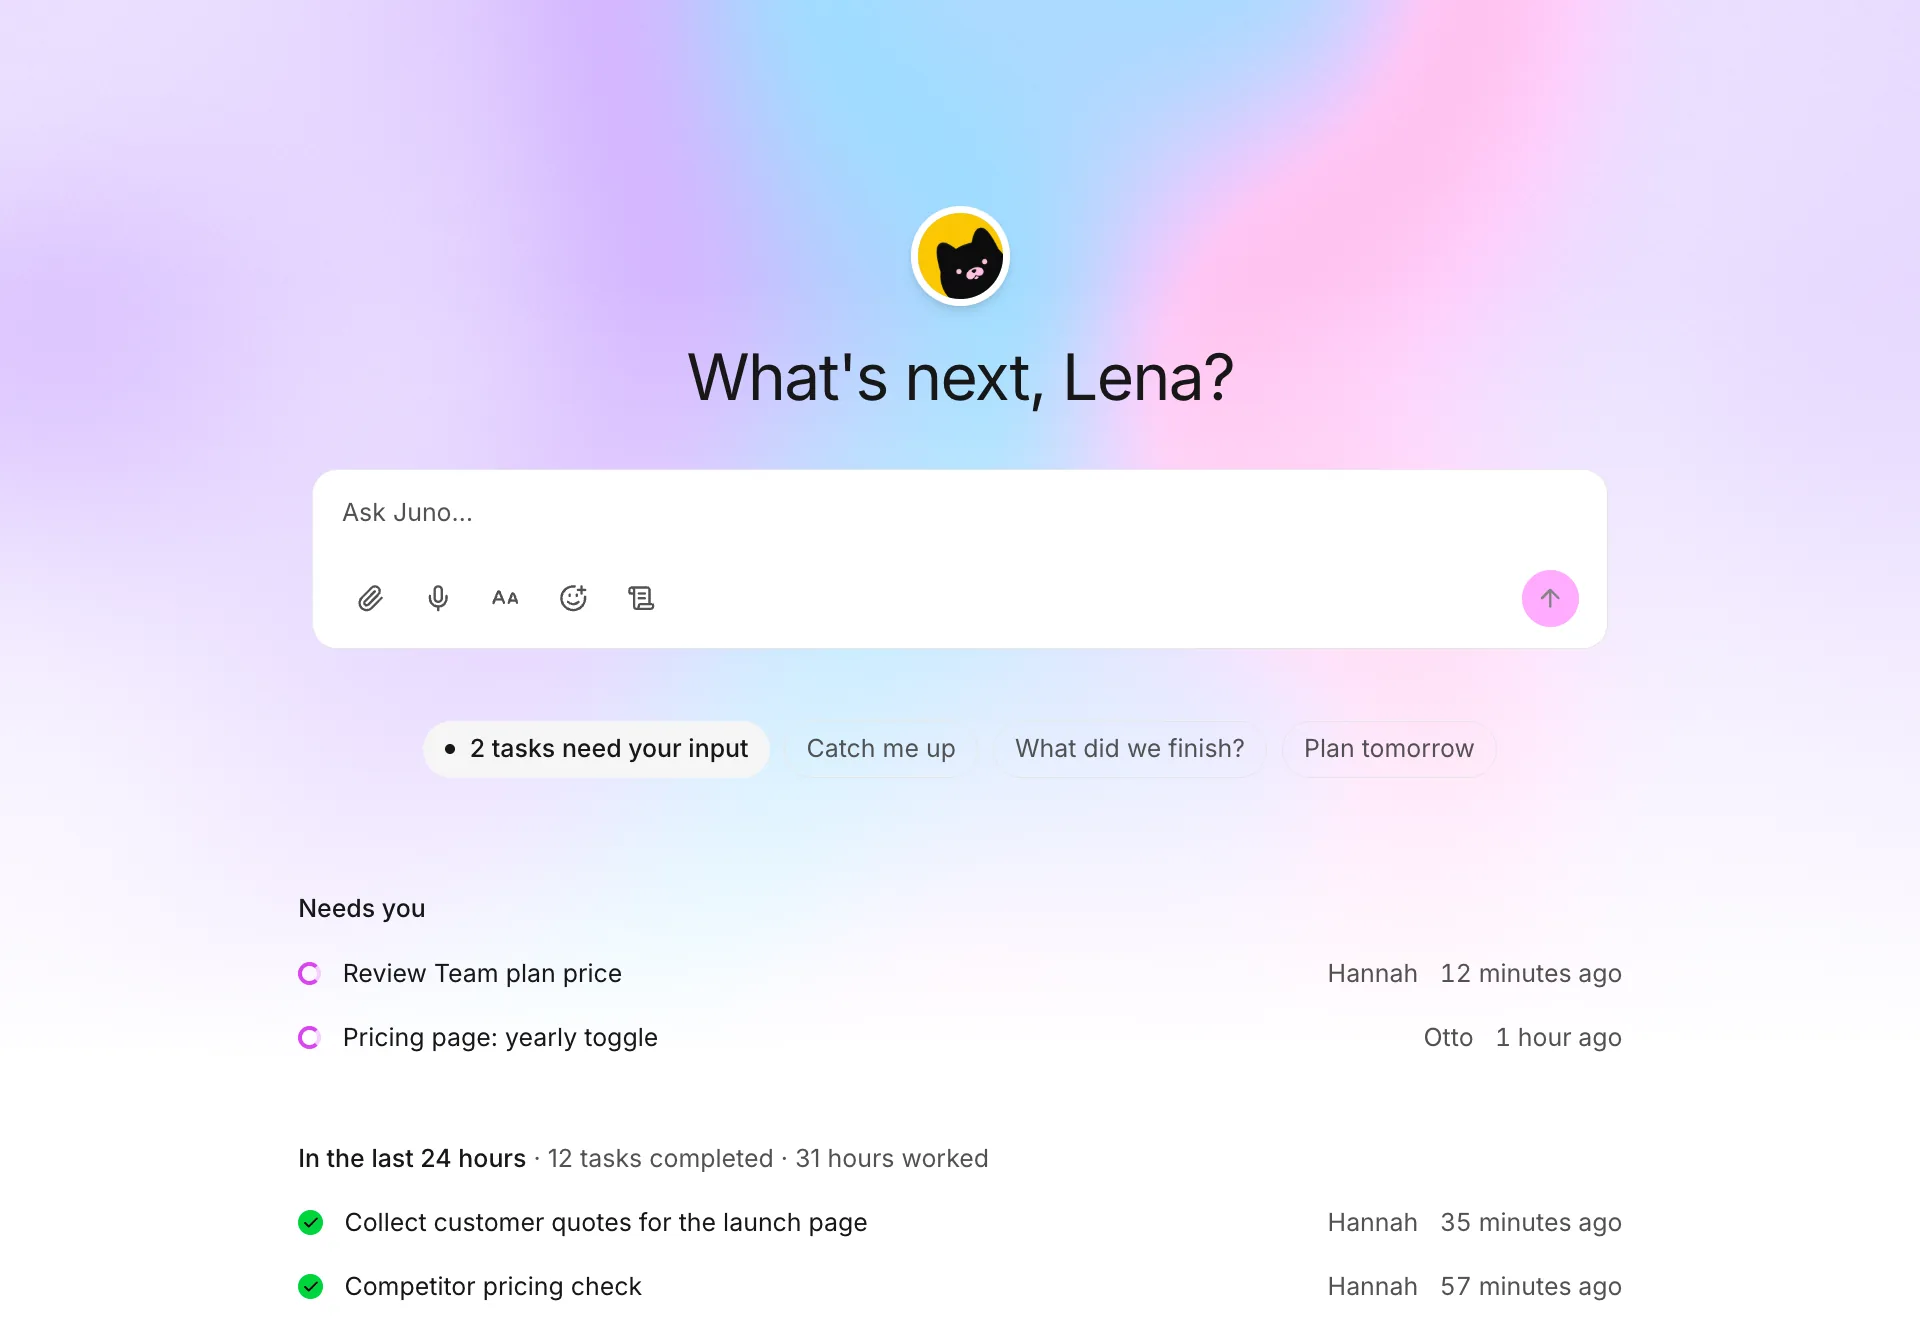 What's next, Lena?
Ask Juno...
AA
2 tasks need your input
Catch me up
What did we finish?
Plan tomorrow
Needs you
Review Team plan price Hannah 12 minutes ago
Pricing page: yearly toggle Otto 1 hour ago
In the last 24 hours · 12 tasks completed · 31 hours worked
Collect customer quotes for the launch page Hannah 35 minutes ago
Competitor pricing check Hannah 57 minutes ago